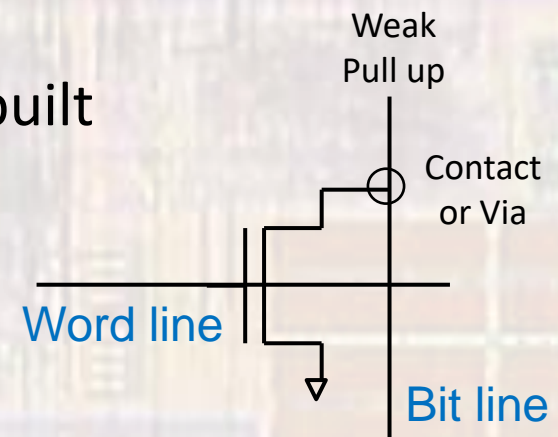 Weak
Pull up
built
Contact
or Via
Word line
Bit line